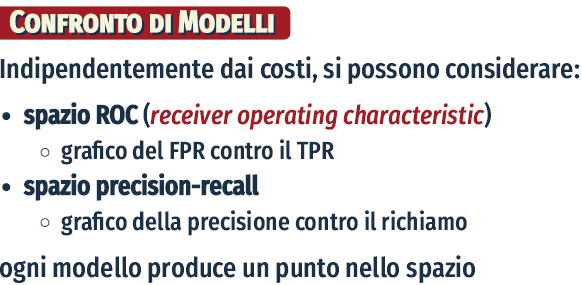 Confronto di Modelli
Indipendentemente dai costi, si possono considerare:
• spazio ROC (receiver operating characteristic)
◦ grafico del FPR contro il TPR
• spazio precision-recall
◦ grafico della precisione contro il richiamo
ogni modello produce un punto nello spazio